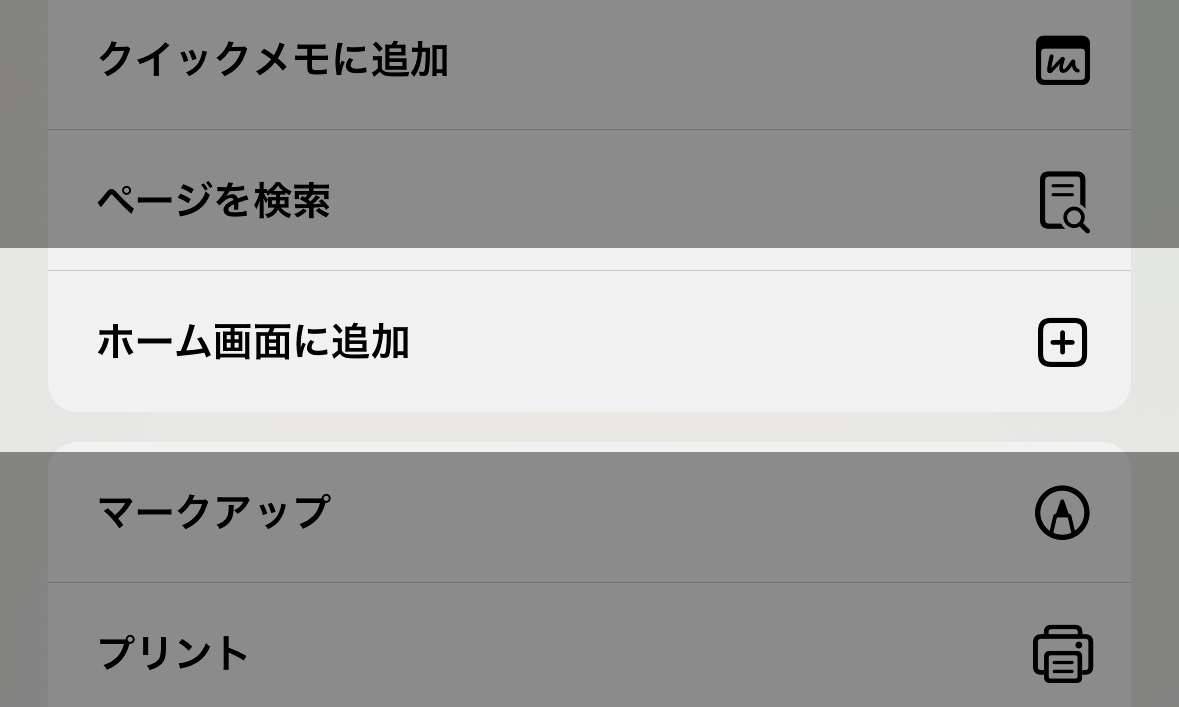 クイックメモに追加
ページを検索
ホーム画面に追加
マークアップ
プリント